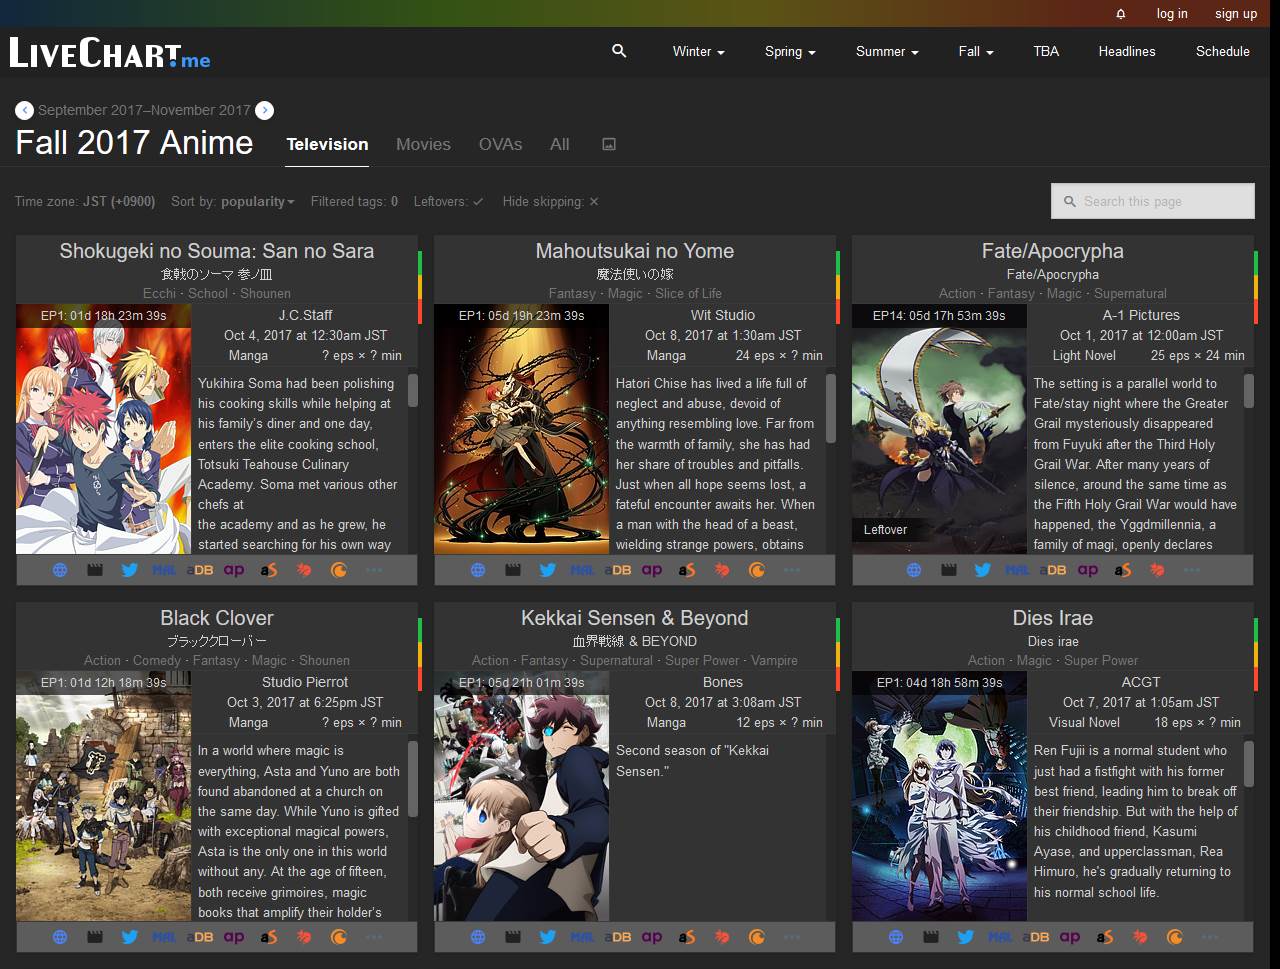 log in sign up
LIVECHART.me
Winter Spring Summer Fall TBA Headlines Schedule
September 2017–November 2017
Fall 2017 Anime Television Movies OVAs All
Time zone: JST (+0900) Sort by: popularity Filtered tags: 0 Leftovers: ✓ Hide skipping: ✕
Search this page
Shokugeki no Souma: San no Sara
食戟のソーマ 参ノ皿
Ecchi · School · Shounen
EP1: 01d 18h 23m 39s
J.C.Staff
Oct 4, 2017 at 12:30am JST
Manga ? eps × ? min
Yukihira Soma had been polishing
his cooking skills while helping at
his family's diner and one day,
enters the elite cooking school,
Totsuki Teahouse Culinary
Academy. Soma met various other
chefs at
the academy and as he grew, he
started searching for his own way
MAL aDB ap aS
Mahoutsukai no Yome
魔法使いの嫁
Fantasy · Magic · Slice of Life
EP1: 05d 19h 23m 39s
Wit Studio
Oct 8, 2017 at 1:30am JST
Manga 24 eps × ? min
Hatori Chise has lived a life full of
neglect and abuse, devoid of
anything resembling love. Far from
the warmth of family, she has had
her share of troubles and pitfalls.
Just when all hope seems lost, a
fateful encounter awaits her. When
a man with the head of a beast,
wielding strange powers, obtains
MAL aDB ap aS
Fate/Apocrypha
Fate/Apocrypha
Action · Fantasy · Magic · Supernatural
EP14: 05d 17h 53m 39s
A-1 Pictures
Oct 1, 2017 at 12:00am JST
Light Novel 25 eps × 24 min
The setting is a parallel world to
Fate/stay night where the Greater
Grail mysteriously disappeared
from Fuyuki after the Third Holy
Grail War. After many years of
silence, around the same time as
the Fifth Holy Grail War would have
happened, the Yggdmillennia, a
family of magi, openly declares
Leftover
MAL aDB ap aS
Black Clover
ブラッククローバー
Action · Comedy · Fantasy · Magic · Shounen
EP1: 01d 12h 18m 39s
Studio Pierrot
Oct 3, 2017 at 6:25pm JST
Manga ? eps × ? min
In a world where magic is
everything, Asta and Yuno are both
found abandoned at a church on
the same day. While Yuno is gifted
with exceptional magical powers,
Asta is the only one in this world
without any. At the age of fifteen,
both receive grimoires, magic
books that amplify their holder's
MAL aDB ap aS
Kekkai Sensen & Beyond
血界戦線 & BEYOND
Action · Fantasy · Supernatural · Super Power · Vampire
EP1: 05d 21h 01m 39s
Bones
Oct 8, 2017 at 3:08am JST
Manga 12 eps × ? min
Second season of "Kekkai
Sensen."
MAL aDB ap aS
Dies Irae
Dies irae
Action · Magic · Super Power
EP1: 04d 18h 58m 39s
ACGT
Oct 7, 2017 at 1:05am JST
Visual Novel 18 eps × ? min
Ren Fujii is a normal student who
just had a fistfight with his former
best friend, leading him to break off
their friendship. But with the help of
his childhood friend, Kasumi
Ayase, and upperclassman, Rea
Himuro, he's gradually returning to
his normal school life.
MAL aDB ap aS